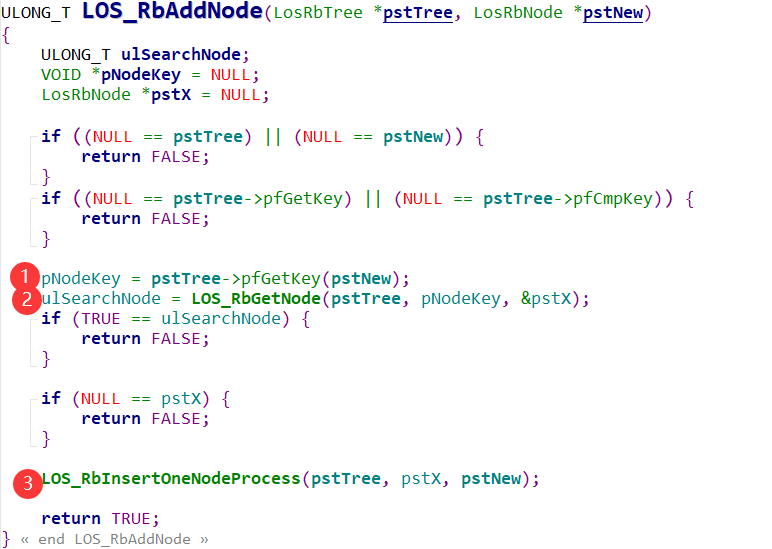 ULONG_T LOS_RbAddNode(LosRbTree *pstTree, LosRbNode *pstNew)
{
    ULONG_T ulSearchNode;
    VOID *pNodeKey = NULL;
    LosRbNode *pstX = NULL;

    if ((NULL == pstTree) || (NULL == pstNew)) {
        return FALSE;
    }
    if ((NULL == pstTree->pfGetKey) || (NULL == pstTree->pfCmpKey)) {
        return FALSE;
    }

1 pNodeKey = pstTree->pfGetKey(pstNew);
2 ulSearchNode = LOS_RbGetNode(pstTree, pNodeKey, &pstX);
    if (TRUE == ulSearchNode) {
        return FALSE;
    }

    if (NULL == pstX) {
        return FALSE;
    }

3 LOS_RbInsertOneNodeProcess(pstTree, pstX, pstNew);

    return TRUE;
} « end LOS_RbAddNode »